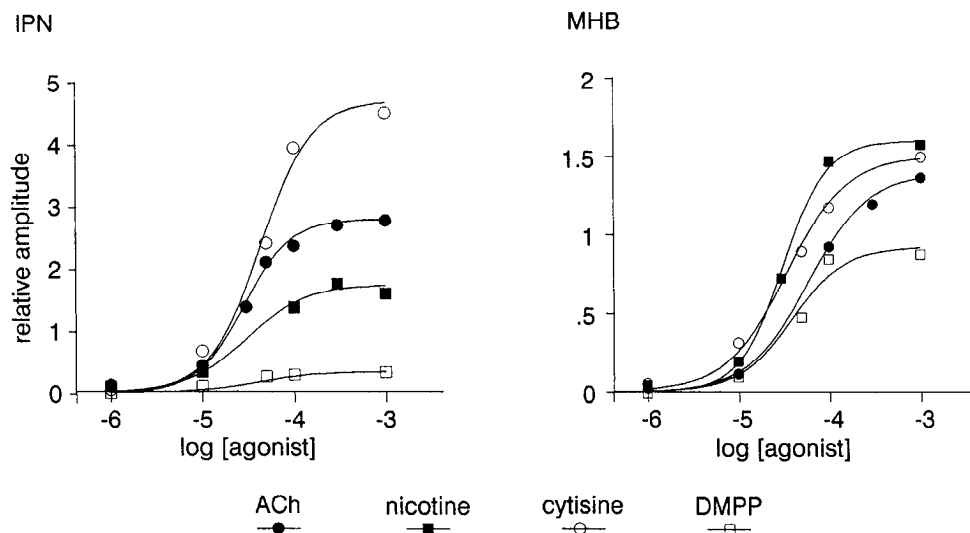 IPN
MHB
relative amplitude
5
4
3
2
1
0
-6 -5 -4 -3
log [agonist]
2
1.5
1
.5
0
-6 -5 -4 -3
log [agonist]
ACh nicotine cytisine DMPP